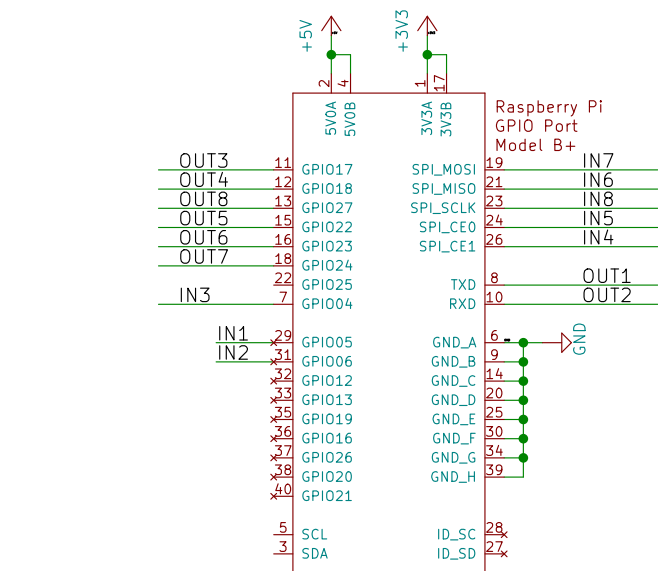 +5V +3V3
2 4 1 17
5V0A 5V0B 3V3A 3V3B
Raspberry Pi
GPIO Port
Model B+
OUT3 11 GPIO17 SPI_MOSI 19 IN7
OUT4 12 GPIO18 SPI_MISO 21 IN6
OUT8 13 GPIO27 SPI_SCLK 23 IN8
OUT5 15 GPIO22 SPI_CE0 24 IN5
OUT6 16 GPIO23 SPI_CE1 26 IN4
OUT7 18 GPIO24
22 GPIO25 TXD 8 OUT1
IN3 7 GPIO04 RXD 10 OUT2
IN1 29 GPIO05 GND_A 6 GND
IN2 31 GPIO06 GND_B 9
32 GPIO12 GND_C 14
33 GPIO13 GND_D 20
35 GPIO19 GND_E 25
36 GPIO16 GND_F 30
37 GPIO26 GND_G 34
38 GPIO20 GND_H 39
40 GPIO21
5 SCL ID_SC 28
3 SDA ID_SD 27